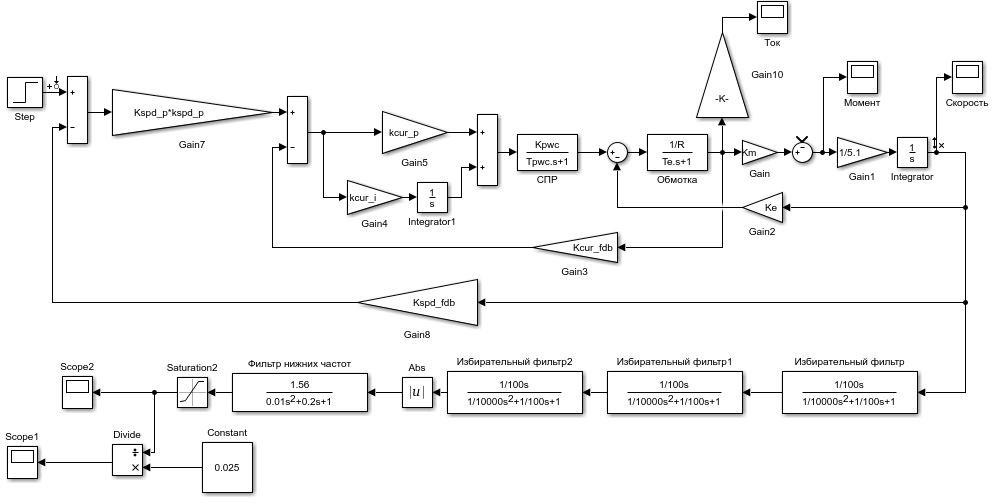 Ток
Gain10
-K-
Step
+
−
Kspd_p*kspd_p
Gain7
+
−
kcur_p
Gain5
kcur_i
Gain4
1
s
Integrator1
+
+
Kpwc
Tpwc.s+1
СПР
+
−
1/R
Te.s+1
Обмотка
Km
Gain
+
−
Момент
1/5.1
Gain1
1
s
Integrator
Скорость
Ke
Gain2
Kcur_fdb
Gain3
Kspd_fdb
Gain8
Scope2
Saturation2
Фильтр нижних частот
1.56
0.01s²+0.2s+1
Abs
|u|
Избирательный фильтр2
1/100s
1/10000s²+1/100s+1
Избирательный фильтр1
1/100s
1/10000s²+1/100s+1
Избирательный фильтр
1/100s
1/10000s²+1/100s+1
Scope1
Divide
÷
×
Constant
0.025